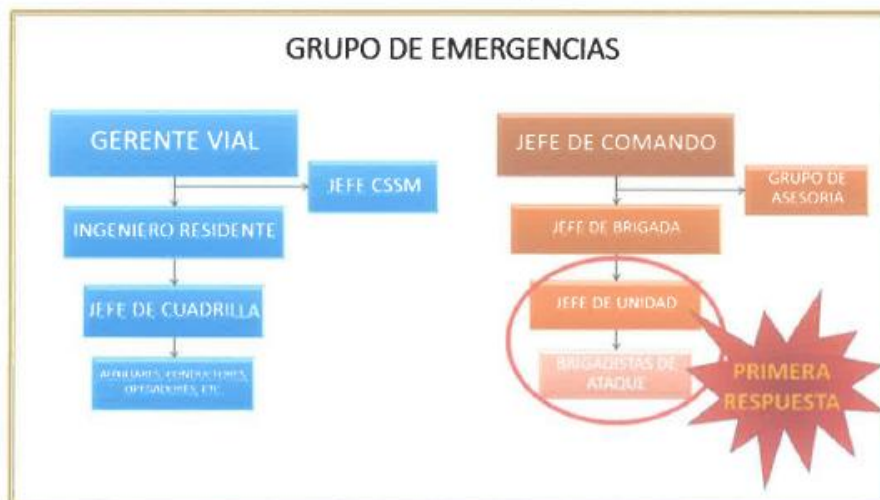 GRUPO DE EMERGENCIAS
GERENTE VIAL
JEFE CSSM
INGENIERO RESIDENTE
JEFE DE CUADRILLA
AUXILIARES, CONDUCTORES,
OPERADORES, ETC
JEFE DE COMANDO
GRUPO DE
ASESORIA
JEFE DE BRIGADA
JEFE DE UNIDAD
BRIGADISTAS DE
ATAQUE
PRIMERA
RESPUESTA